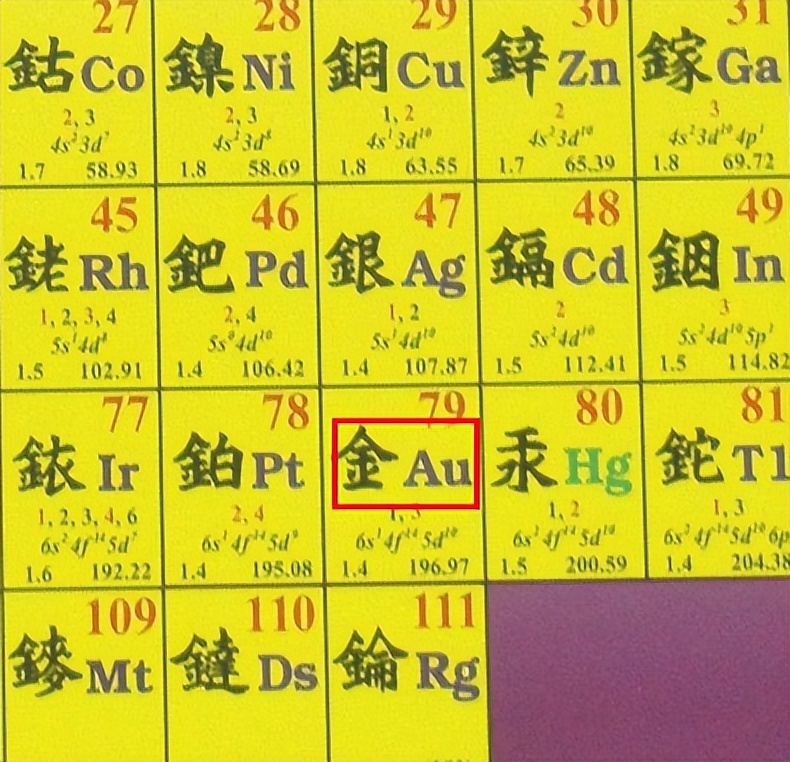 27
鈷 Co
2, 3
4s²3d⁷
1.7 58.93
28
鎳 Ni
2, 3
4s²3d⁸
1.8 58.69
29
銅 Cu
1, 2
4s¹3d¹⁰
1.8 63.55
30
鋅 Zn
2
4s²3d¹⁰
1.7 65.39
31
鎵 Ga
3
4s²3d¹⁰4p¹
1.8 69.72
45
銠 Rh
1, 2, 3, 4
5s¹4d⁸
1.5 102.91
46
鈀 Pd
2, 4
5s⁰4d¹⁰
1.4 106.42
47
銀 Ag
1, 2
5s¹4d¹⁰
1.4 107.87
48
鎘 Cd
2
5s²4d¹⁰
1.5 112.41
49
銦 In
3
5s²4d¹⁰5p¹
1.5 114.82
77
銥 Ir
1, 2, 3, 4, 6
6s²4f¹⁴5d⁷
1.6 192.22
78
鉑 Pt
2, 4
6s¹4f¹⁴5d⁹
1.4 195.08
79
金 Au
1, 3
6s¹4f¹⁴5d¹⁰
1.4 196.97
80
汞 Hg
1, 2
6s²4f¹⁴5d¹⁰
1.5 200.59
81
鉈 Tl
1, 3
6s²4f¹⁴5d¹⁰6p
1.4 204.38
109
䥑 Mt
110
鐽 Ds
111
錀 Rg